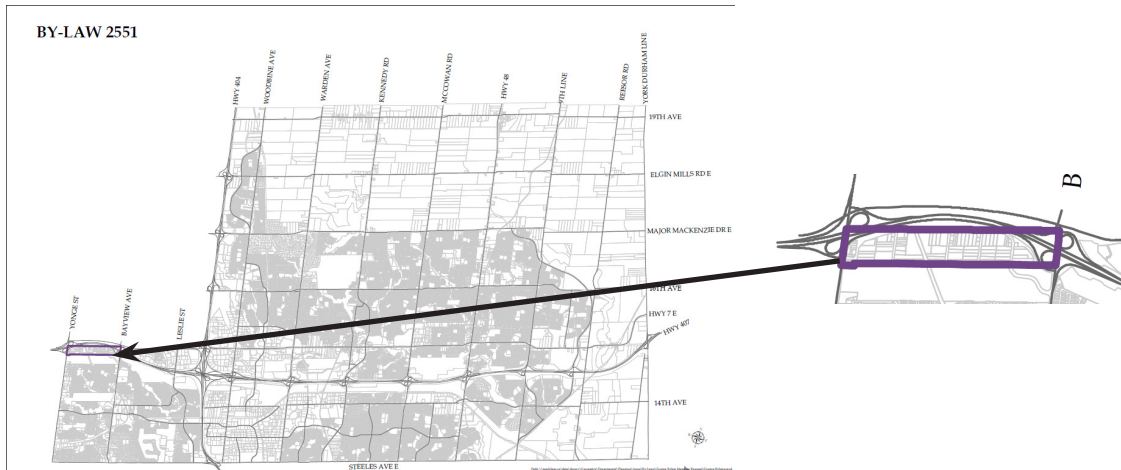 BY-LAW 2551
HWY 404
WOODBINE AVE
WARDEN AVE
KENNEDY RD
MCCOWAN RD
HWY 48
9TH LINE
REESOR RD
YORK DURHAM LINE
19TH AVE
ELGIN MILLS RD E
MAJOR MACKENZIE DR E
16TH AVE
HWY 7 E
HWY 407
YONGE ST
BAYVIEW AVE
LESLIE ST
14TH AVE
STEELES AVE E
B